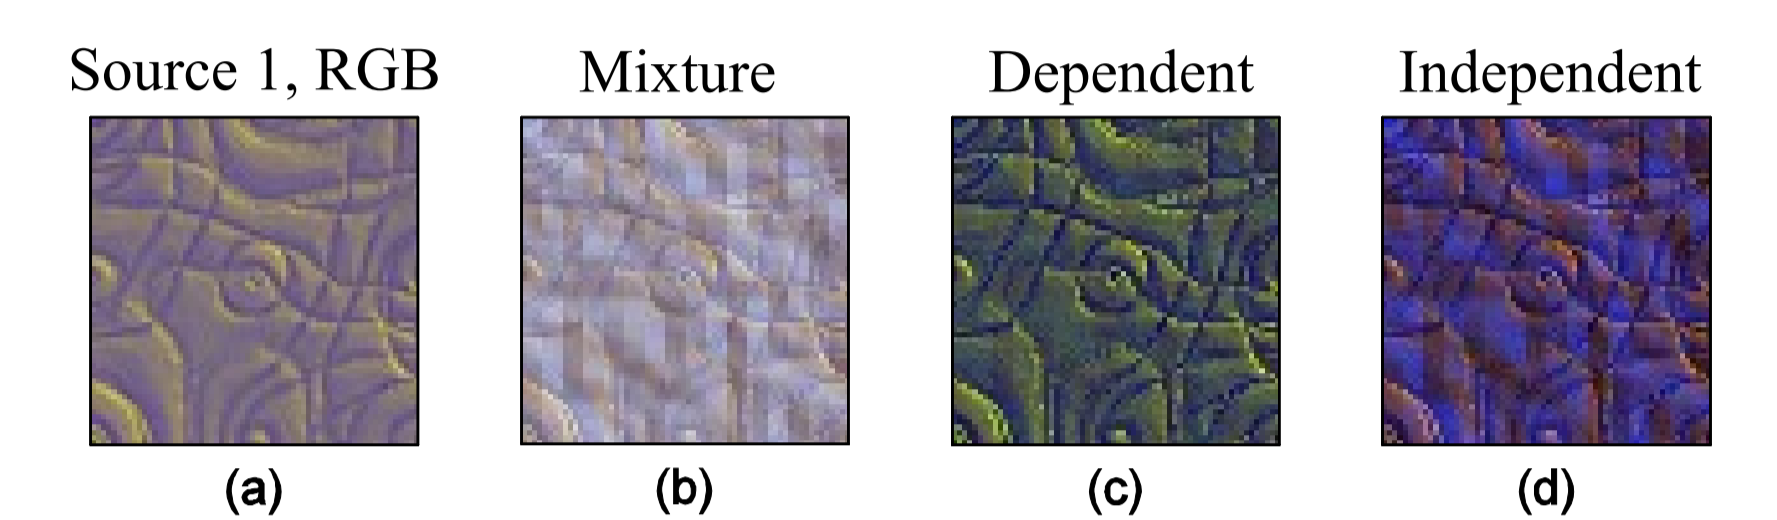 Source 1, RGB Mixture Dependent Independent
(a) (b) (c) (d)